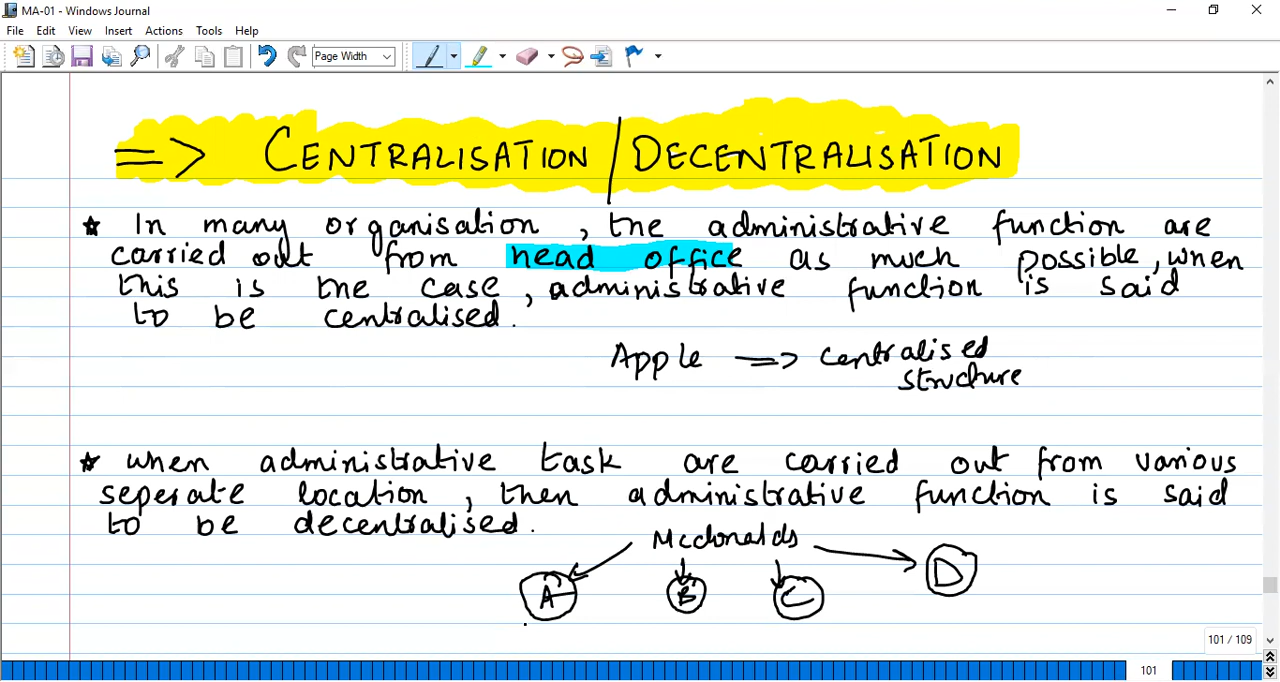 MA-01 - Windows Journal
File Edit View Insert Actions Tools Help
Page Width
=> CENTRALISATION / DECENTRALISATION
★ In many organisation, the administrative function are
carried out from head office as much possible, when
this is the case, administrative function is said
to be centralised.
Apple => centralised
structure
★ when administrative task are carried out from various
seperate location, then administrative function is said
to be decentralised.
Mcdonalds
A B C D
101 / 109
101